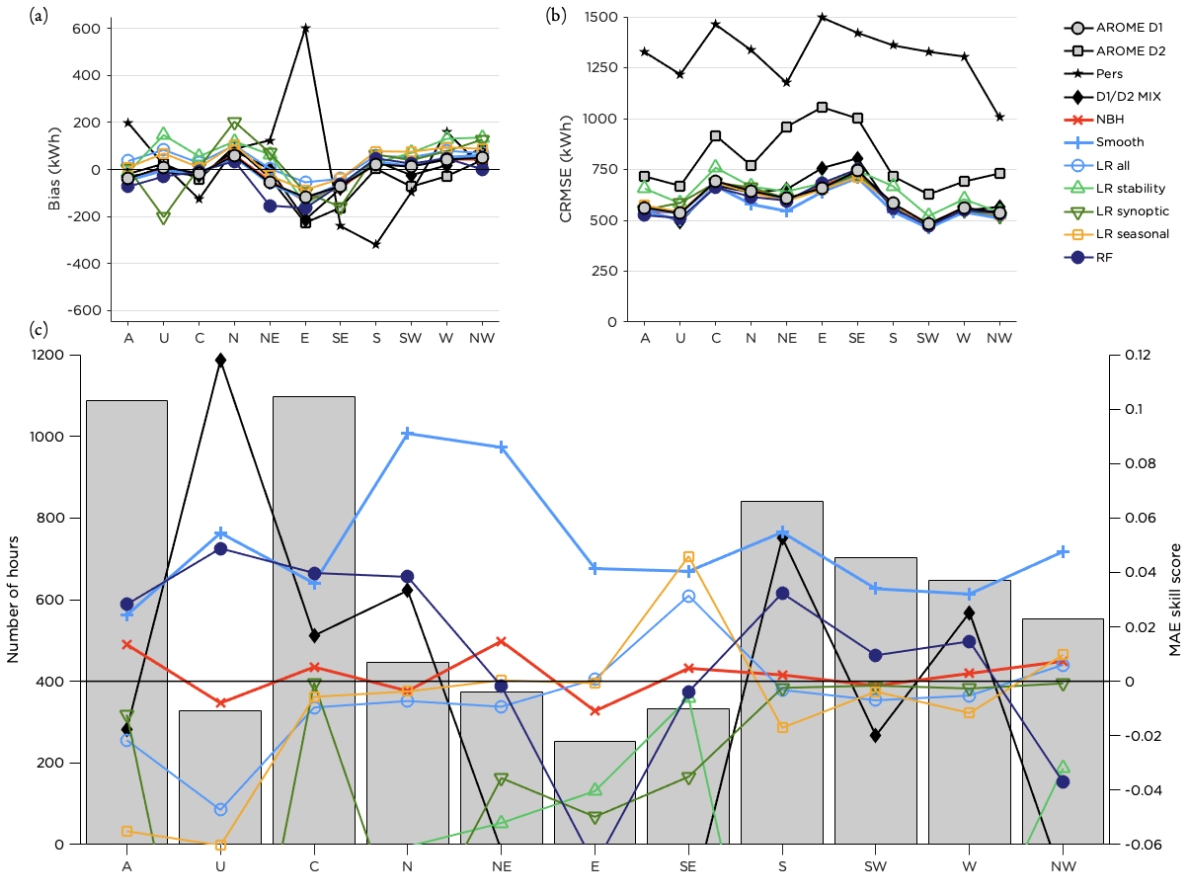 (a)
600
400
200
0
-200
-400
-600
Bias (kWh)
A U C N NE E SE S SW W NW
(b)
1500
1250
1000
750
500
250
0
CRMSE (kWh)
A U C N NE E SE S SW W NW
AROME D1
AROME D2
Pers
D1/D2 MIX
NBH
Smooth
LR all
LR stability
LR synoptic
LR seasonal
RF
(c)
1200
1000
800
600
400
200
0
Number of hours
0.12
0.1
0.08
0.06
0.04
0.02
0
-0.02
-0.04
-0.06
MAE skill score
A U C N NE E SE S SW W NW